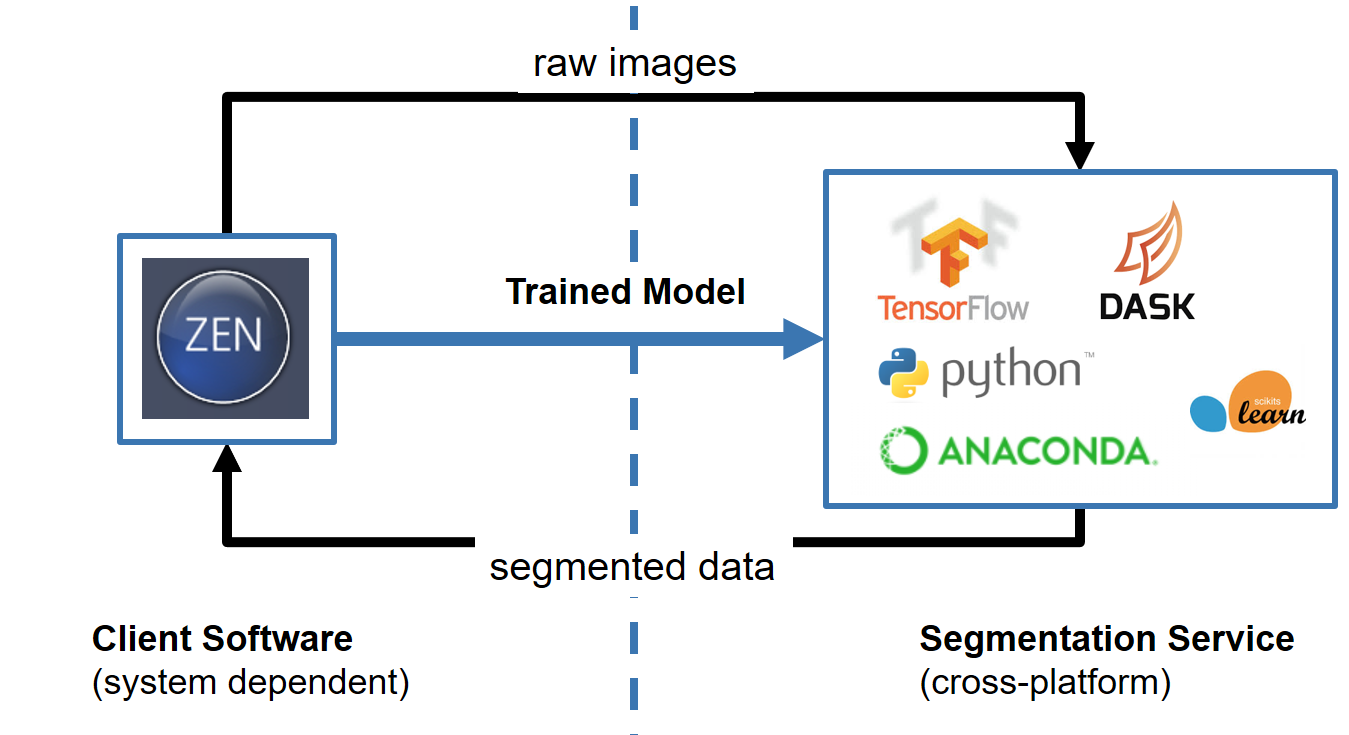 raw images
ZEN
Trained Model
TensorFlow
DASK
python™
scikits
learn
ANACONDA.
segmented data
Client Software
(system dependent)
Segmentation Service
(cross-platform)